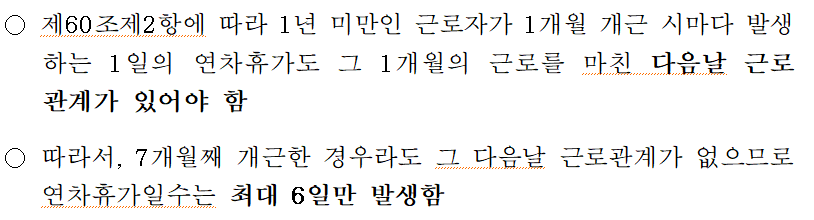 ○ 제60조제2항에 따라 1년 미만인 근로자가 1개월 개근 시마다 발생
하는 1일의 연차휴가도 그 1개월의 근로를 마친 다음날 근로
관계가 있어야 함
○ 따라서, 7개월째 개근한 경우라도 그 다음날 근로관계가 없으므로
연차휴가일수는 최대 6일만 발생함